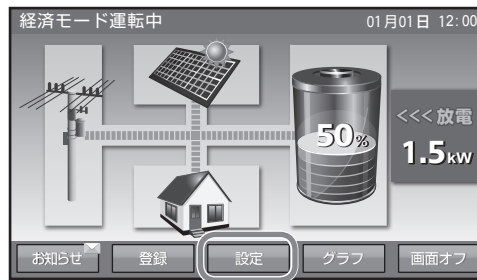 経済モード運転中
01月01日 12:00
50%
<<<放電
1.5kW
お知らせ
登録
設定
グラフ
画面オフ